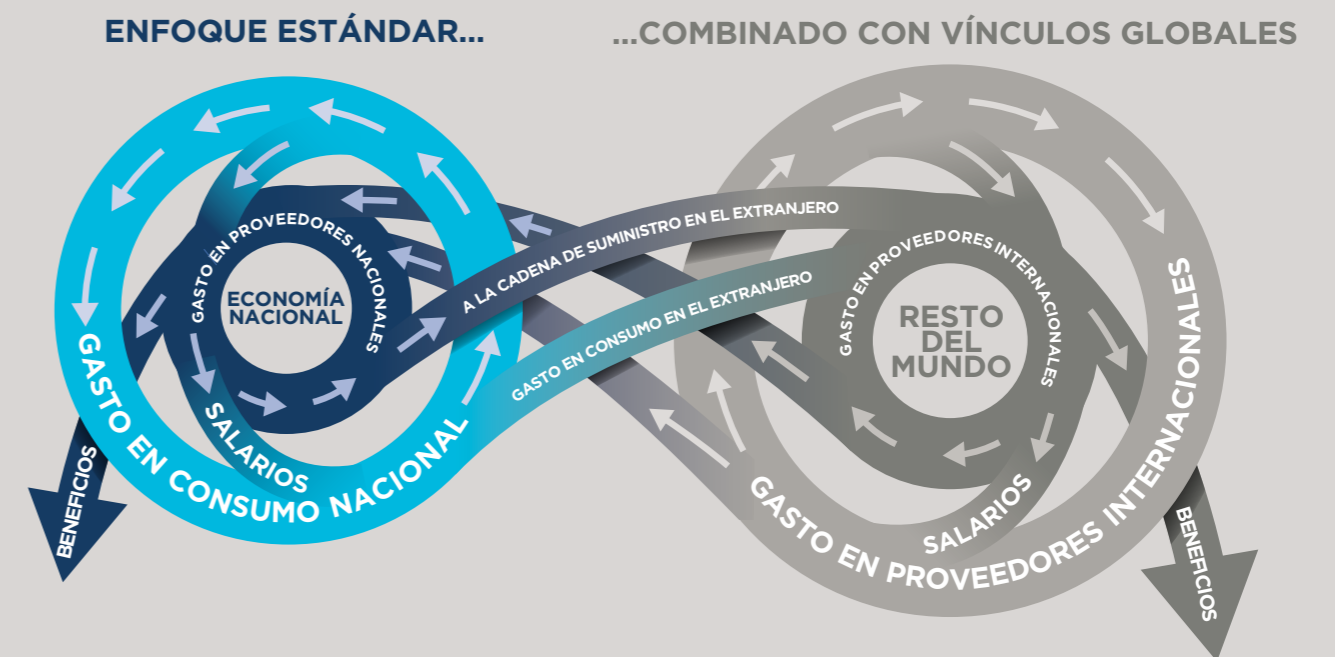 ENFOQUE ESTÁNDAR...
...COMBINADO CON VÍNCULOS GLOBALES
GASTO EN PROVEEDORES NACIONALES
ECONOMÍA
NACIONAL
SALARIOS
GASTO EN CONSUMO NACIONAL
BENEFICIOS
A LA CADENA DE SUMINISTRO EN EL EXTRANJERO
GASTO EN CONSUMO EN EL EXTRANJERO
GASTO EN PROVEEDORES INTERNACIONALES
RESTO
DEL
MUNDO
SALARIOS
GASTO EN PROVEEDORES INTERNACIONALES
BENEFICIOS